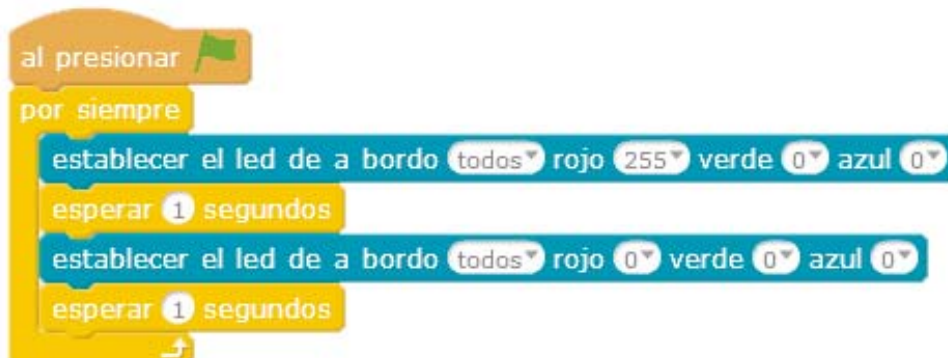 al presionar
por siempre
establecer el led de a bordo todos rojo 255 verde 0 azul 0
esperar 1 segundos
establecer el led de a bordo todos rojo 0 verde 0 azul 0
esperar 1 segundos